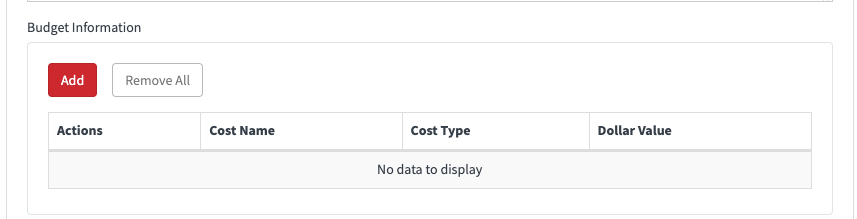 Budget Information
Add Remove All
Actions Cost Name Cost Type Dollar Value
No data to display